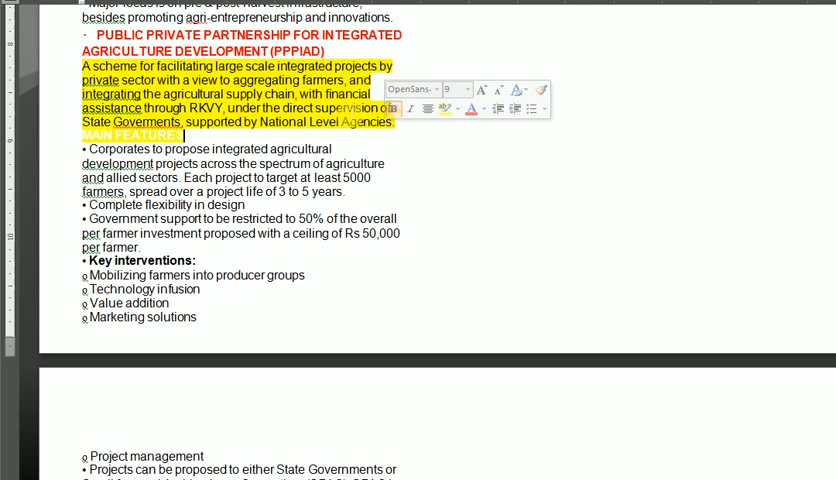 • Major focus is on pre & post-harvest infrastructure,
besides promoting agri-entrepreneurship and innovations.
· PUBLIC PRIVATE PARTNERSHIP FOR INTEGRATED
AGRICULTURE DEVELOPMENT (PPPIAD)
A scheme for facilitating large scale integrated projects by
private sector with a view to aggregating farmers, and
integrating the agricultural supply chain, with financial
assistance through RKVY, under the direct supervision of
State Goverments, supported by National Level Agencies.
MAIN FEATURES
• Corporates to propose integrated agricultural
development projects across the spectrum of agriculture
and allied sectors. Each project to target at least 5000
farmers, spread over a project life of 3 to 5 years.
• Complete flexibility in design
• Government support to be restricted to 50% of the overall
per farmer investment proposed with a ceiling of Rs 50,000
per farmer.
• Key interventions:
o Mobilizing farmers into producer groups
o Technology infusion
o Value addition
o Marketing solutions
o Project management
• Projects can be proposed to either State Governments or
OpenSans- 9
8
9
10